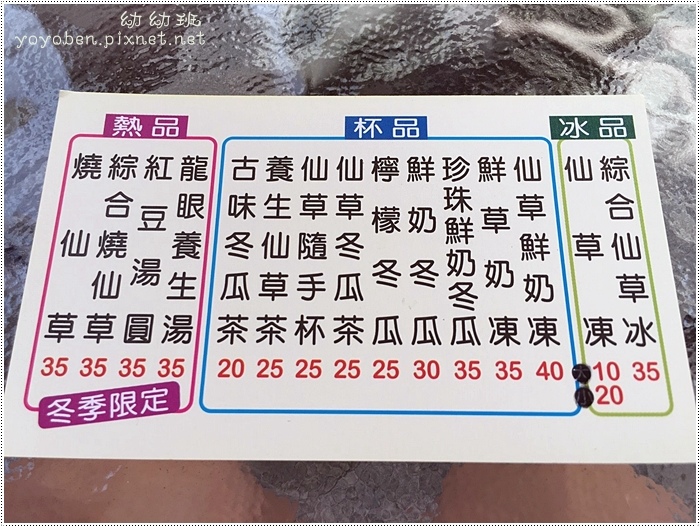 幼幼班
yoyoben.pixnet.net
熱品
燒仙草
綜合燒仙草
紅豆湯圓
龍眼養生湯
35 35 35 35
冬季限定
杯品
古味冬瓜茶
養生仙草茶
仙草隨手杯
仙草冬瓜茶
檸檬冬瓜
鮮奶冬瓜
珍珠鮮奶冬瓜
鮮草奶凍
仙草鮮奶凍
20 25 25 25 25 30 35 35 40
冰品
仙草凍
綜合仙草冰
10 35
20